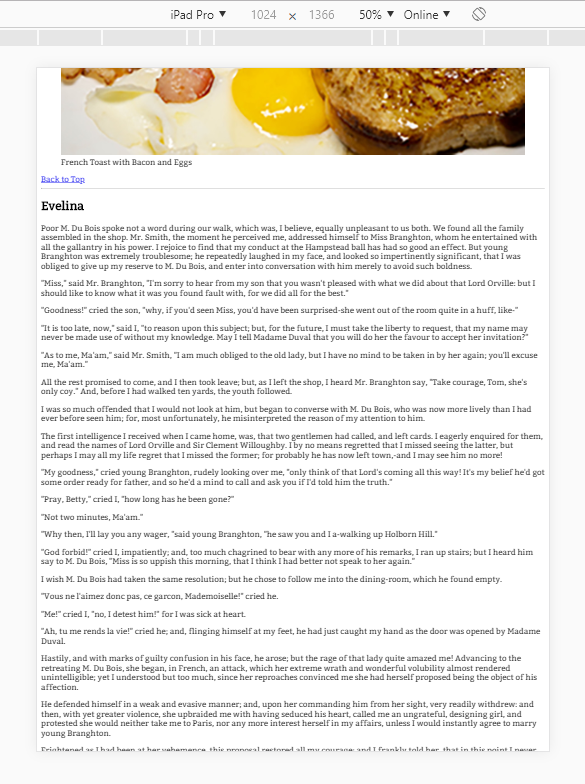 iPad Pro ▼ 1024 × 1366 50% ▼ Online ▼
French Toast with Bacon and Eggs
Back to Top
Evelina
Poor M. Du Bois spoke not a word during our walk, which was, I believe, equally unpleasant to us both. We found all the family
assembled in the shop. Mr. Smith, the moment he perceived me, addressed himself to Miss Branghton, whom he entertained with
all the gallantry in his power. I rejoice to find that my conduct at the Hampstead ball has had so good an effect. But young
Branghton was extremely troublesome; he repeatedly laughed in my face, and looked so impertinently significant, that I was
obliged to give up my reserve to M. Du Bois, and enter into conversation with him merely to avoid such boldness.
"Miss," said Mr. Branghton, "I'm sorry to hear from my son that you wasn't pleased with what we did about that Lord Orville: but I
should like to know what it was you found fault with, for we did all for the best."
"Goodness!" cried the son, "why, if you'd seen Miss, you'd have been surprised-she went out of the room quite in a huff, like-"
"It is too late, now," said I, "to reason upon this subject; but, for the future, I must take the liberty to request, that my name may
never be made use of without my knowledge. May I tell Madame Duval that you will do her the favour to accept her invitation?"
"As to me, Ma'am," said Mr. Smith, "I am much obliged to the old lady, but I have no mind to be taken in by her again; you'll excuse
me, Ma'am."
All the rest promised to come, and I then took leave; but, as I left the shop, I heard Mr. Branghton say, "Take courage, Tom, she's
only coy." And, before I had walked ten yards, the youth followed.
I was so much offended that I would not look at him, but began to converse with M. Du Bois, who was now more lively than I had
ever before seen him; for, most unfortunately, he misinterpreted the reason of my attention to him.
The first intelligence I received when I came home, was, that two gentlemen had called, and left cards. I eagerly enquired for them,
and read the names of Lord Orville and Sir Clement Willoughby. I by no means regretted that I missed seeing the latter, but
perhaps I may all my life regret that I missed the former; for probably he has now left town,-and I may see him no more!
"My goodness," cried young Branghton, rudely looking over me, "only think of that Lord's coming all this way! It's my belief he'd got
some order ready for father, and so he'd a mind to call and ask you if I'd told him the truth."
"Pray, Betty," cried I, "how long has he been gone?"
"Not two minutes, Ma'am."
"Why then, I'll lay you any wager, "said young Branghton, "he saw you and I a-walking up Holborn Hill."
"God forbid!" cried I, impatiently; and, too much chagrined to bear with any more of his remarks, I ran up stairs; but I heard him
say to M. Du Bois, "Miss is so uppish this morning, that I think I had better not speak to her again."
I wish M. Du Bois had taken the same resolution; but he chose to follow me into the dining-room, which he found empty.
"Vous ne l'aimez donc pas, ce garcon, Mademoiselle!" cried he.
"Me!" cried I, "no, I detest him!" for I was sick at heart.
"Ah, tu me rends la vie!" cried he; and, flinging himself at my feet, he had just caught my hand as the door was opened by Madame
Duval.
Hastily, and with marks of guilty confusion in his face, he arose; but the rage of that lady quite amazed me! Advancing to the
retreating M. Du Bois, she began, in French, an attack, which her extreme wrath and wonderful volubility almost rendered
unintelligible; yet I understood but too much, since her reproaches convinced me she had herself proposed being the object of his
affection.
He defended himself in a weak and evasive manner; and, upon her commanding him from her sight, very readily withdrew: and
then, with yet greater violence, she upbraided me with having seduced his heart, called me an ungrateful, designing girl, and
protested she would neither take me to Paris, nor any more interest herself in my affairs, unless I would instantly agree to marry
young Branghton.
Frightened as I had been at her vehemence, this proposal restored all my courage; and I frankly told her, that in this point I never